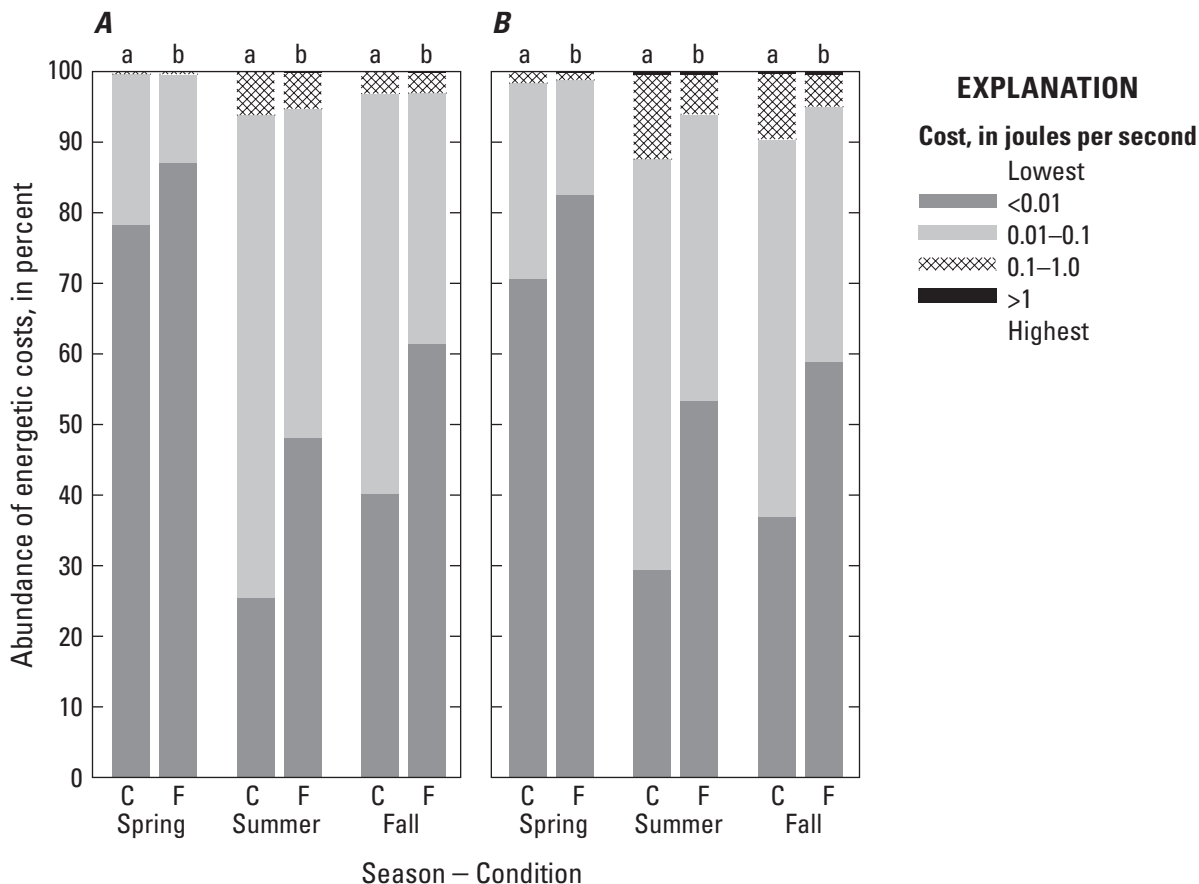 A
B
a b a b a b
a b a b a b
100
90
80
70
60
50
40
30
20
10
0
Abundance of energetic costs, in percent
C F C F C F
Spring Summer Fall
C F C F C F
Spring Summer Fall
Season – Condition
EXPLANATION
Cost, in joules per second
Lowest
<0.01
0.01–0.1
0.1–1.0
>1
Highest